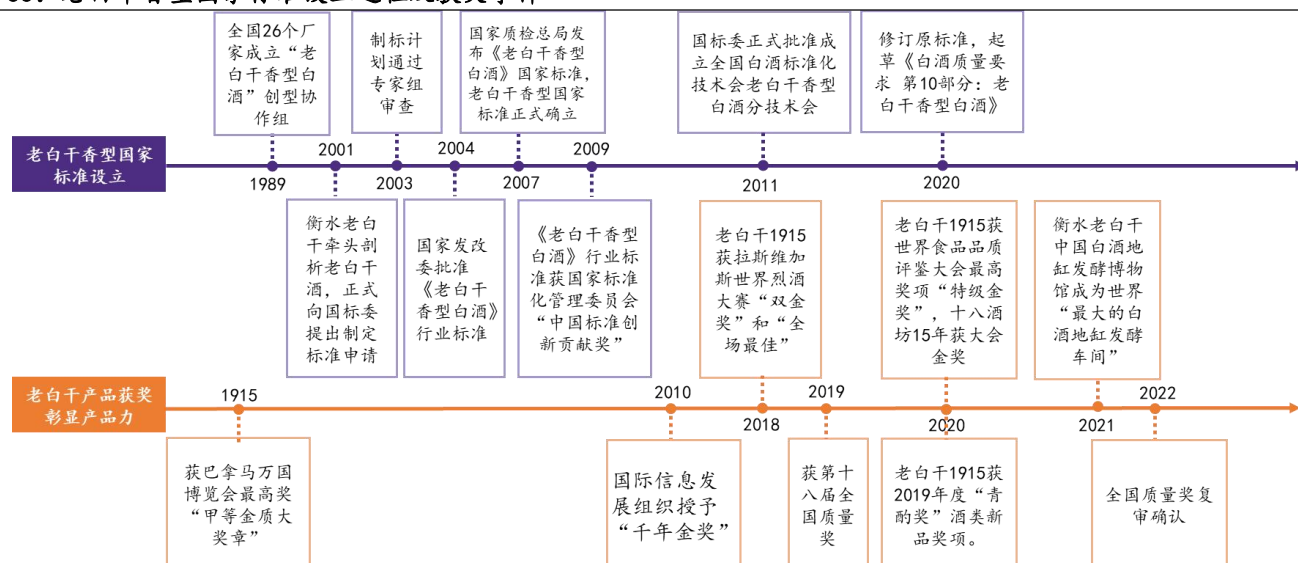 全国26个厂
家成立“老
白干香型白
酒”创型协
作组
制标计
划通过
专家组
审查
国家质检总局发
布《老白干香型
白酒》国家标准，
老白干香型国家
标准正式确立
国标委正式批准成
立全国白酒标准化
技术会老白干香型
白酒分技术会
修订原标准，起
草《白酒质量要
求 第10部分：老
白干香型白酒》
老白干香型国家
标准设立
1989
2001
2003
2004
2007
2009
2011
2020
衡水老白
干牵头剖
析老白干
酒，正式
向国标委
提出制定
标准申请
国家发改
委批准
《老白干
香型白酒》
行业标准
《老白干香型
白酒》行业标
准获国家标准
化管理委员会
“中国标准创
新贡献奖”
老白干1915
获拉斯维加
斯世界烈酒
大赛“双金
奖”和“全
场最佳”
老白干1915获
世界食品品质
评鉴大会最高
奖项“特级金
奖”，十八酒
坊15年获大会
金奖
衡水老白干
中国白酒地
缸发酵博物
馆成为世界
“最大的白
酒地缸发酵
车间”
老白干产品获奖
彰显产品力
1915
2010
2018
2019
2020
2021
2022
获巴拿马万国
博览会最高奖
“甲等金质大
奖章”
国际信息发
展组织授予
“千年金奖”
获第十
八届全
国质量
奖
老白干1915获
2019年度“青
酌奖”酒类新
品奖项。
全国质量奖复
审确认